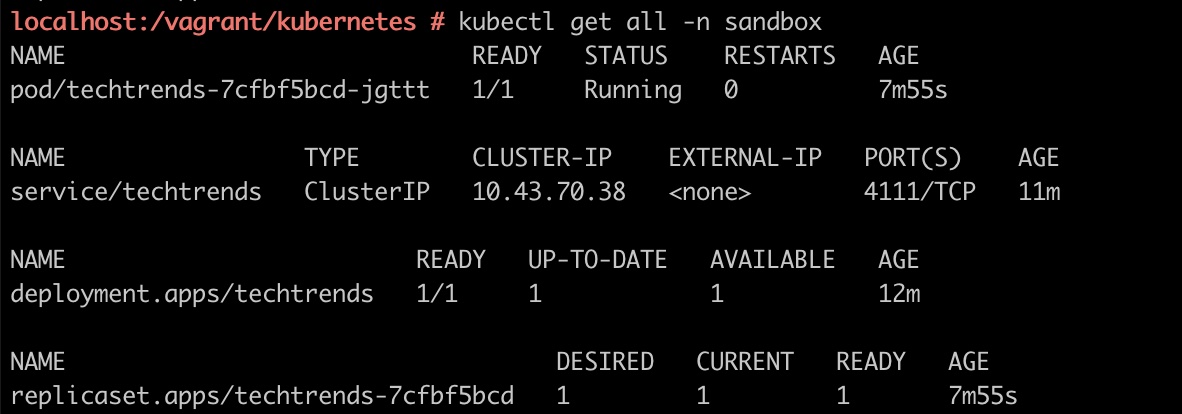 localhost:/vagrant/kubernetes # kubectl get all -n sandbox
NAME READY STATUS RESTARTS AGE
pod/techtrends-7cfbf5bcd-jgttt 1/1 Running 0 7m55s
NAME TYPE CLUSTER-IP EXTERNAL-IP PORT(S) AGE
service/techtrends ClusterIP 10.43.70.38 <none> 4111/TCP 11m
NAME READY UP-TO-DATE AVAILABLE AGE
deployment.apps/techtrends 1/1 1 1 12m
NAME DESIRED CURRENT READY AGE
replicaset.apps/techtrends-7cfbf5bcd 1 1 1 7m55s